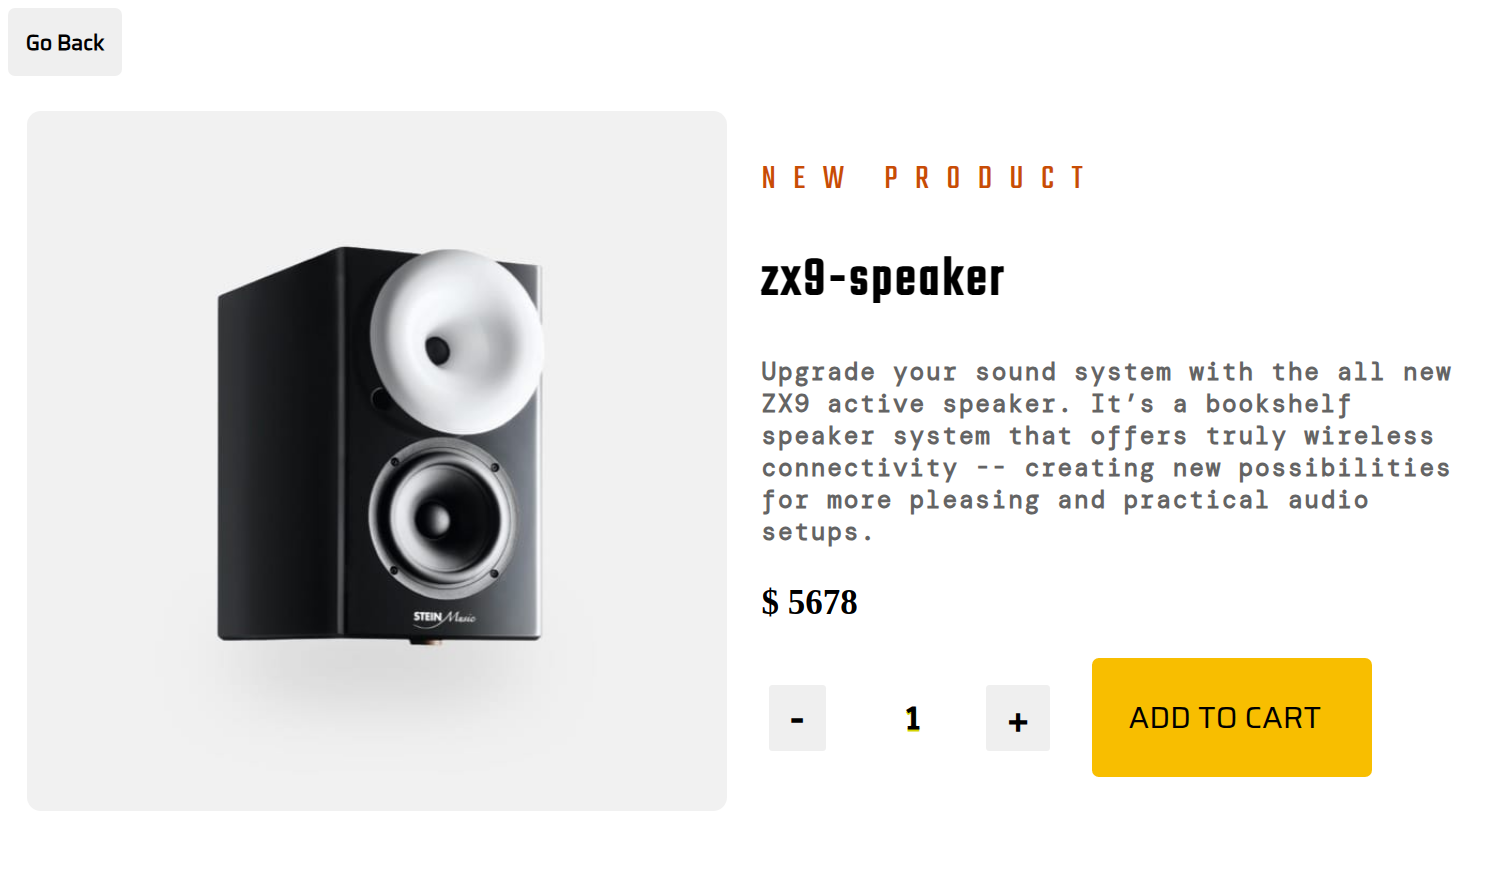 Go Back
NEW PRODUCT
zx9-speaker
Upgrade your sound system with the all new
ZX9 active speaker. It’s a bookshelf
speaker system that offers truly wireless
connectivity -- creating new possibilities
for more pleasing and practical audio
setups.
STEIN Music
$ 5678
- 1 + ADD TO CART